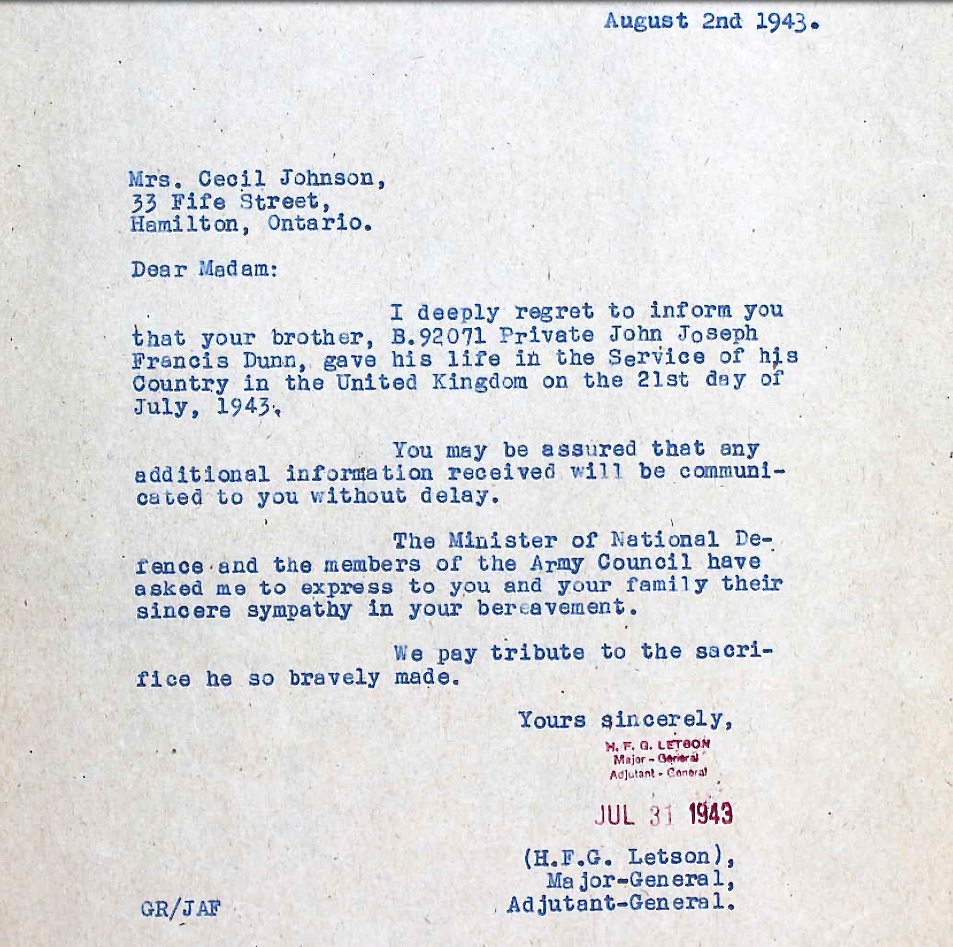 August 2nd 1943.
Mrs. Cecil Johnson,
33 Fife Street,
Hamilton, Ontario.
Dear Madam:
I deeply regret to inform you
that your brother, B.92071 Private John Joseph
Francis Dunn, gave his life in the Service of his
Country in the United Kingdom on the 21st day of
July, 1943.
You may be assured that any
additional information received will be communi-
cated to you without delay.
The Minister of National De-
fence and the members of the Army Council have
asked me to express to you and your family their
sincere sympathy in your bereavement.
We pay tribute to the sacri-
fice he so bravely made.
Yours sincerely,
H. F. G. LETSON
Major - General
Adjutant - General
JUL 31 1943
(H.F.G. Letson),
Major-General,
Adjutant-General.
GR/JAF